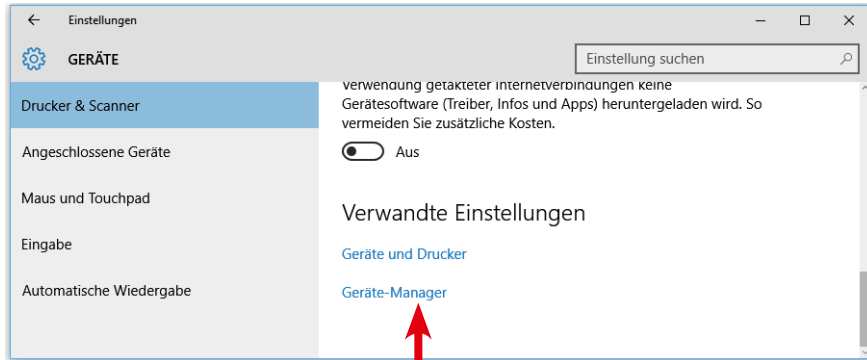 Einstellungen
GERÄTE
Einstellung suchen
Drucker & Scanner
Angeschlossene Geräte
Maus und Touchpad
Eingabe
Automatische Wiedergabe
Verwendung getakteter Internetverbindungen keine
Gerätesoftware (Treiber, Infos und Apps) heruntergeladen wird. So
vermeiden Sie zusätzliche Kosten.
Aus
Verwandte Einstellungen
Geräte und Drucker
Geräte-Manager